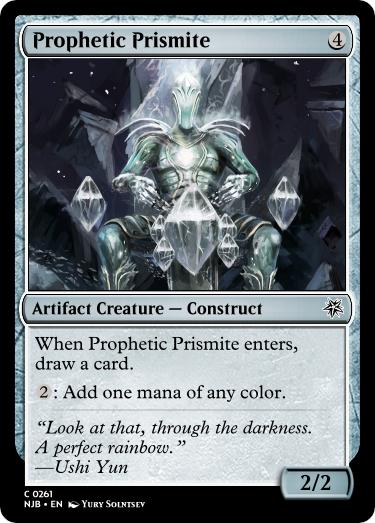 Prophetic Prismite 4
Artifact Creature — Construct
When Prophetic Prismite enters,
draw a card.
2: Add one mana of any color.
“Look at that, through the darkness.
A perfect rainbow.”
—Ushi Yun
2/2
C 0261
NJB • EN Yury Solntsev